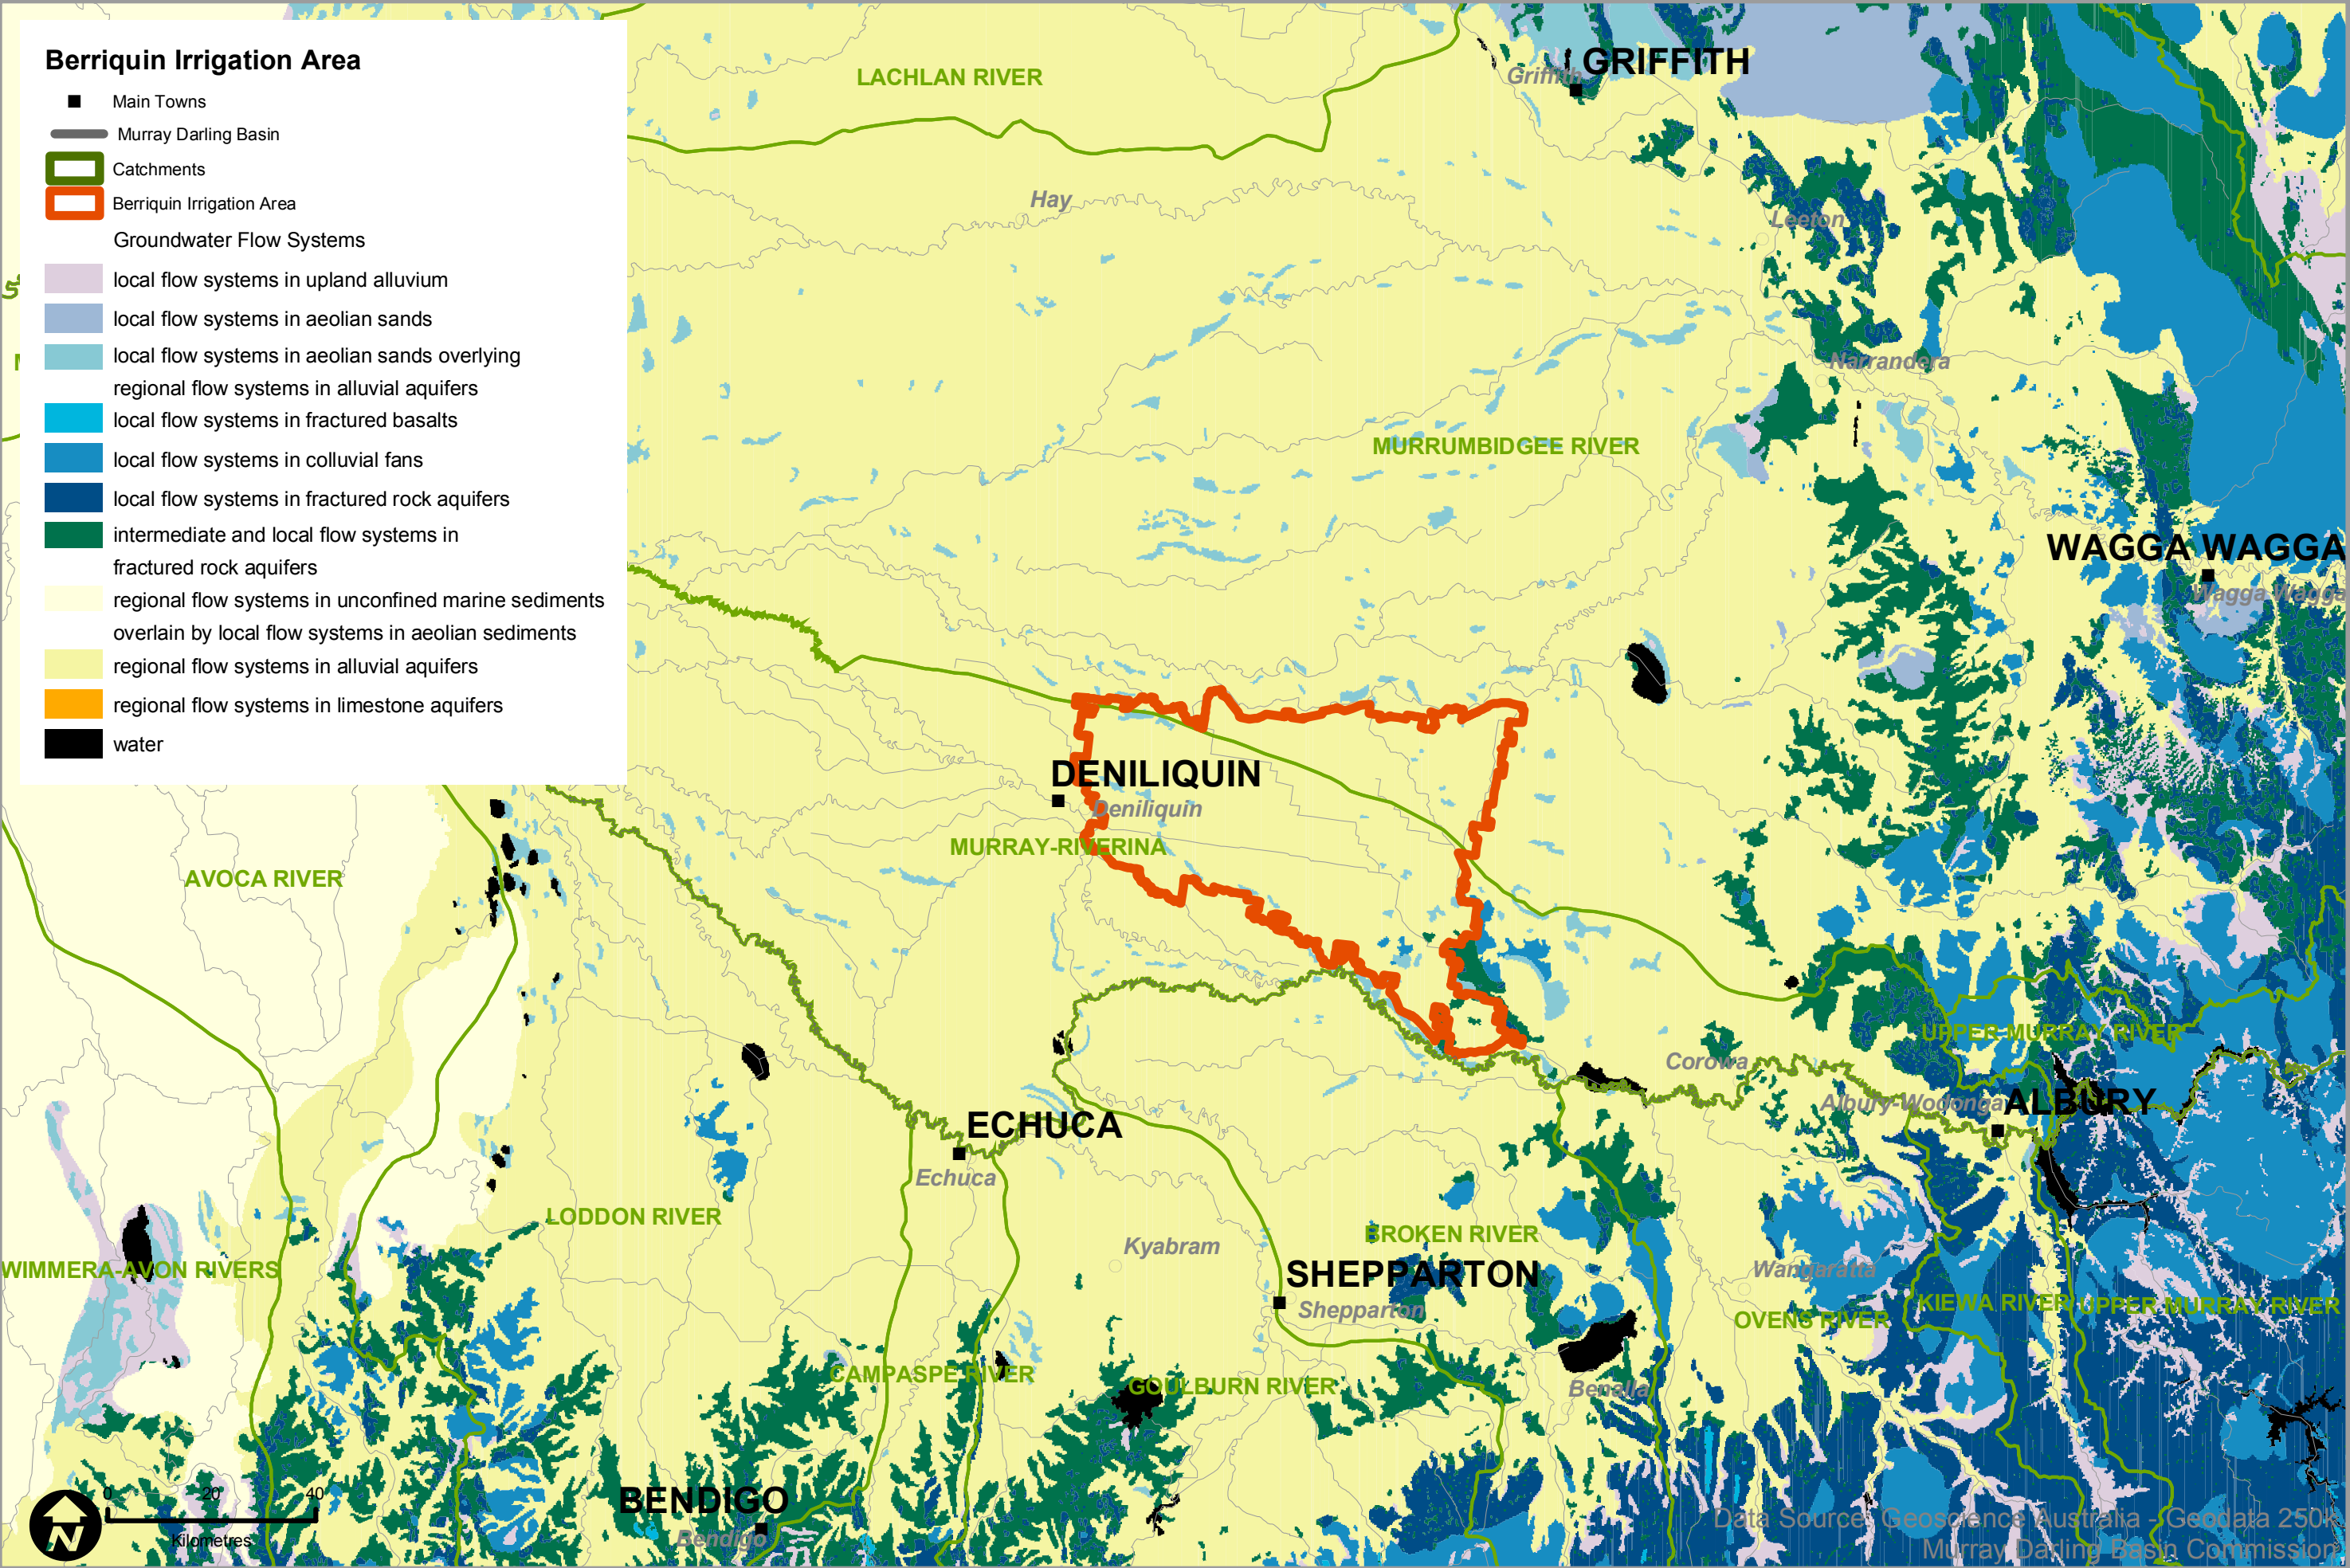 Berriquin Irrigation Area
Main Towns
Murray Darling Basin
Catchments
Berriquin Irrigation Area
Groundwater Flow Systems
local flow systems in upland alluvium
local flow systems in aeolian sands
local flow systems in aeolian sands overlying
regional flow systems in alluvial aquifers
local flow systems in fractured basalts
local flow systems in colluvial fans
local flow systems in fractured rock aquifers
intermediate and local flow systems in
fractured rock aquifers
regional flow systems in unconfined marine sediments
overlain by local flow systems in aeolian sediments
regional flow systems in alluvial aquifers
regional flow systems in limestone aquifers
water
LACHLAN RIVER
GRIFFITH
Griffith
Hay
Leeton
Narrandera
MURRUMBIDGEE RIVER
WAGGA WAGGA
Wagga Wagga
DENILIQUIN
Deniliquin
MURRAY-RIVERINA
AVOCA RIVER
UPPER MURRAY RIVER
Corowa
Albury-Wodonga
ALBURY
ECHUCA
Echuca
LODDON RIVER
BROKEN RIVER
Kyabram
WIMMERA-AVON RIVERS
SHEPPARTON
Shepparton
Wangaratta
OVENS RIVER
KIEWA RIVER
UPPER MURRAY RIVER
CAMPASPE RIVER
GOULBURN RIVER
Benalla
BENDIGO
Bendigo
N
0 20 40
Kilometres
Data Source: Geoscience Australia - Geodata 250k
Murray Darling Basin Commission